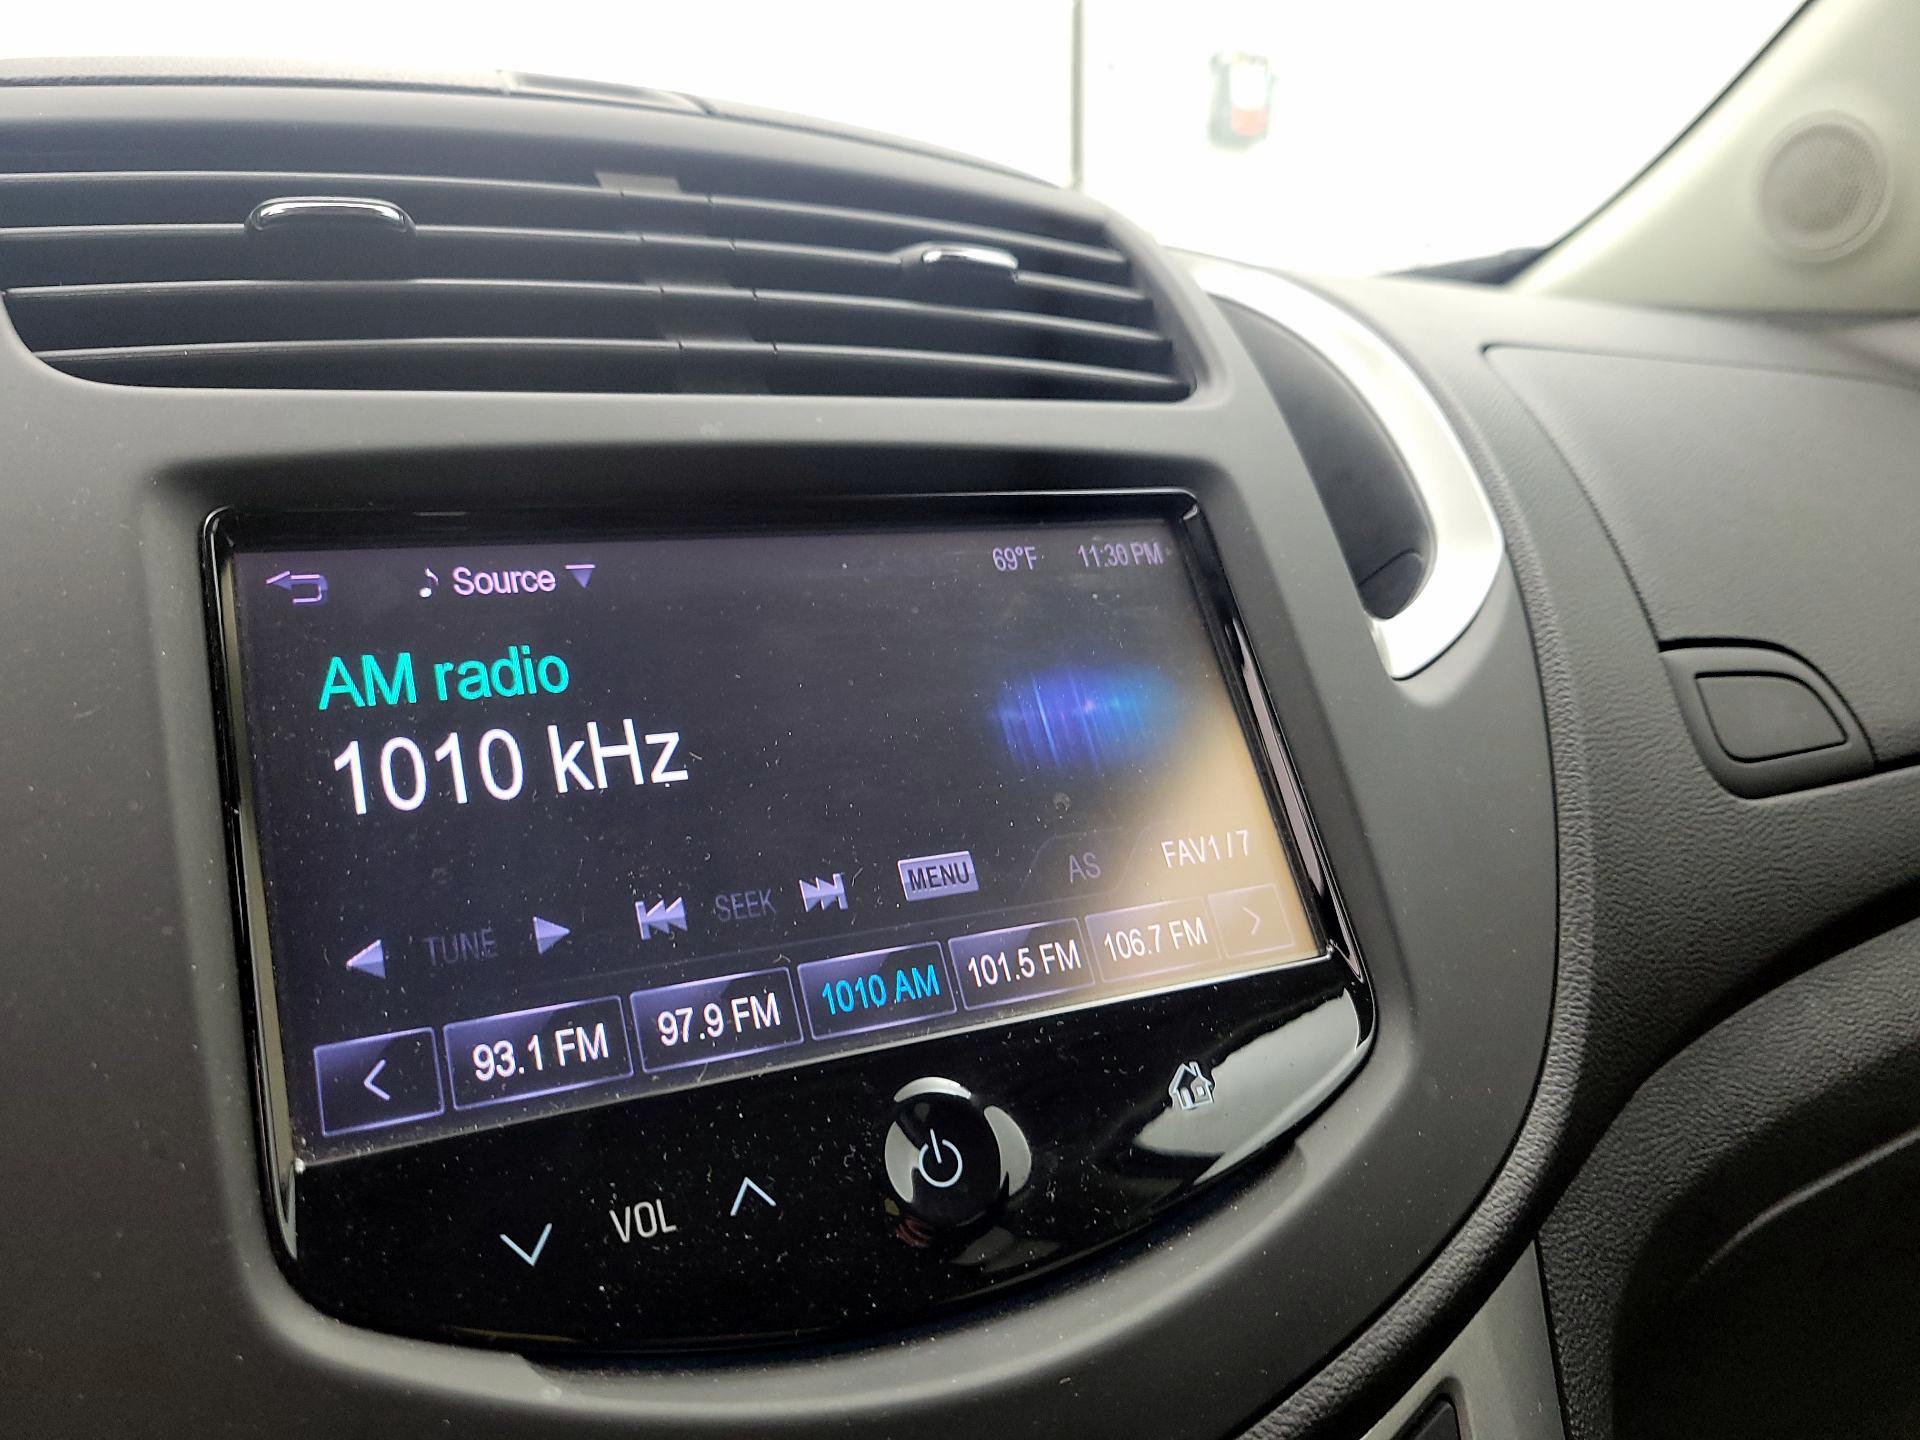 Source 69°F 11:30 PM
AM radio
1010 kHz
TUNE SEEK MENU AS FAV1 / 7
93.1 FM 97.9 FM 1010 AM 101.5 FM 106.7 FM
VOL